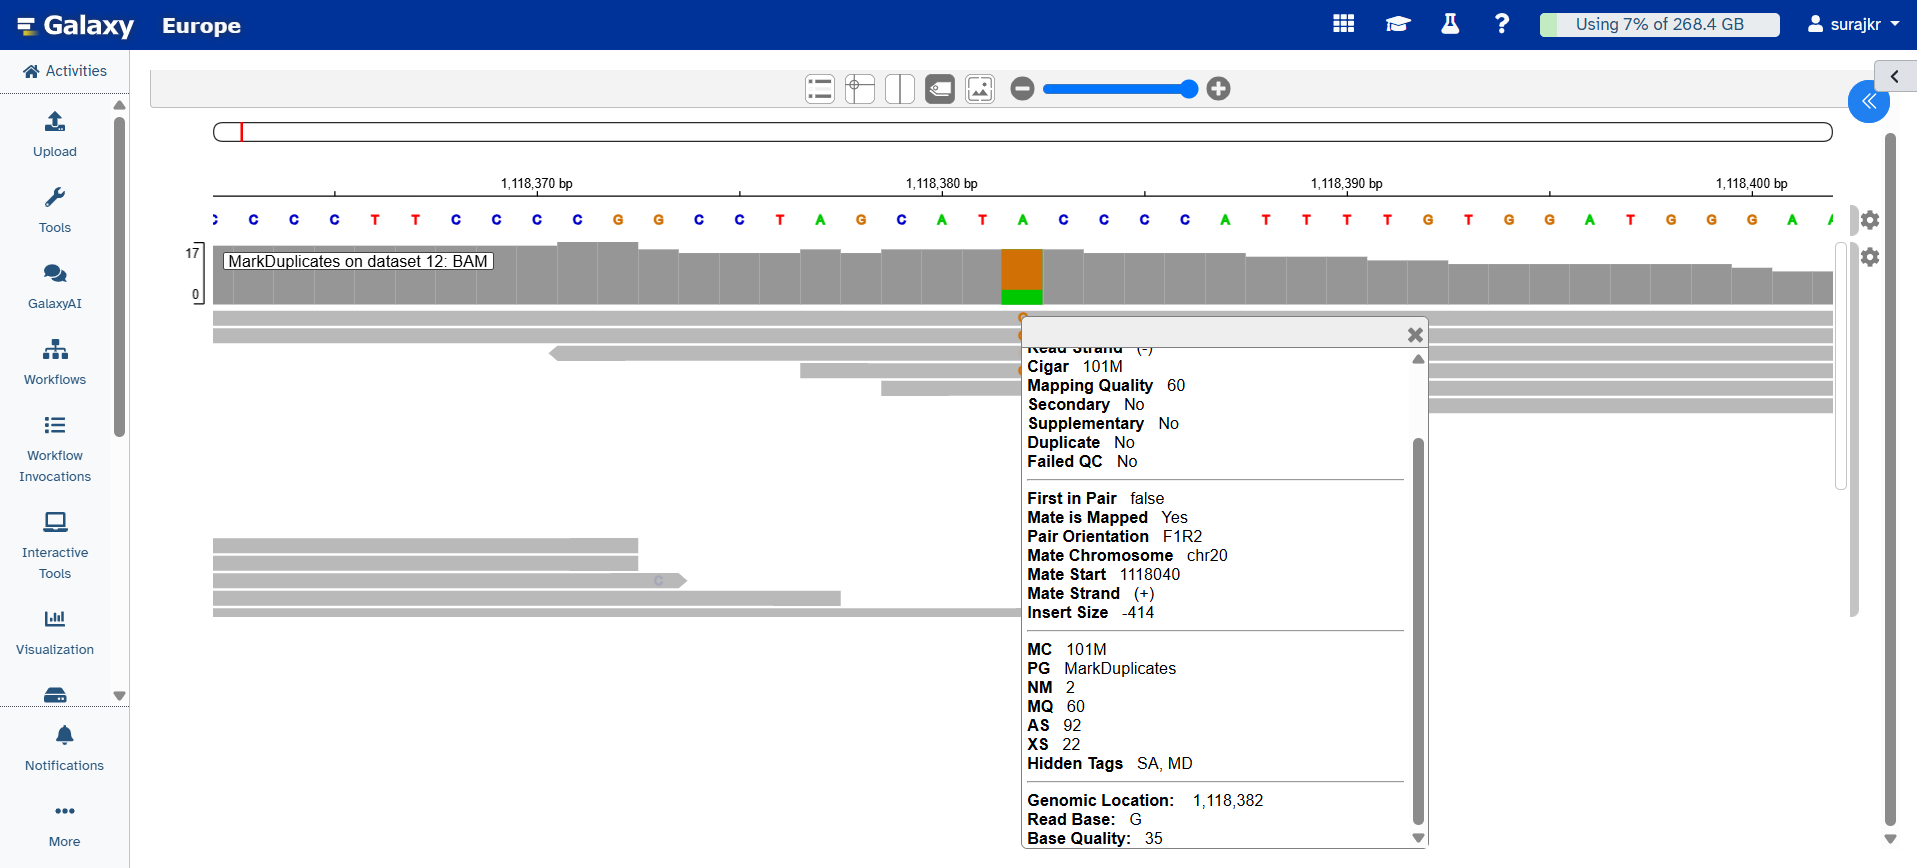 Galaxy Europe
Using 7% of 268.4 GB
surajkr
Activities
Upload
Tools
GalaxyAI
Workflows
Workflow
Invocations
Interactive
Tools
Visualization
Notifications
More
1,118,370 bp 1,118,380 bp 1,118,390 bp 1,118,400 bp
C C C C T T C C C C G G C C T A G C A T A C C C C A T T T T G T G G A T G G G A A
17
MarkDuplicates on dataset 12: BAM
0
C
Read Strand (-)
Cigar 101M
Mapping Quality 60
Secondary No
Supplementary No
Duplicate No
Failed QC No
First in Pair false
Mate is Mapped Yes
Pair Orientation F1R2
Mate Chromosome chr20
Mate Start 1118040
Mate Strand (+)
Insert Size -414
MC 101M
PG MarkDuplicates
NM 2
MQ 60
AS 92
XS 22
Hidden Tags SA, MD
Genomic Location: 1,118,382
Read Base: G
Base Quality: 35